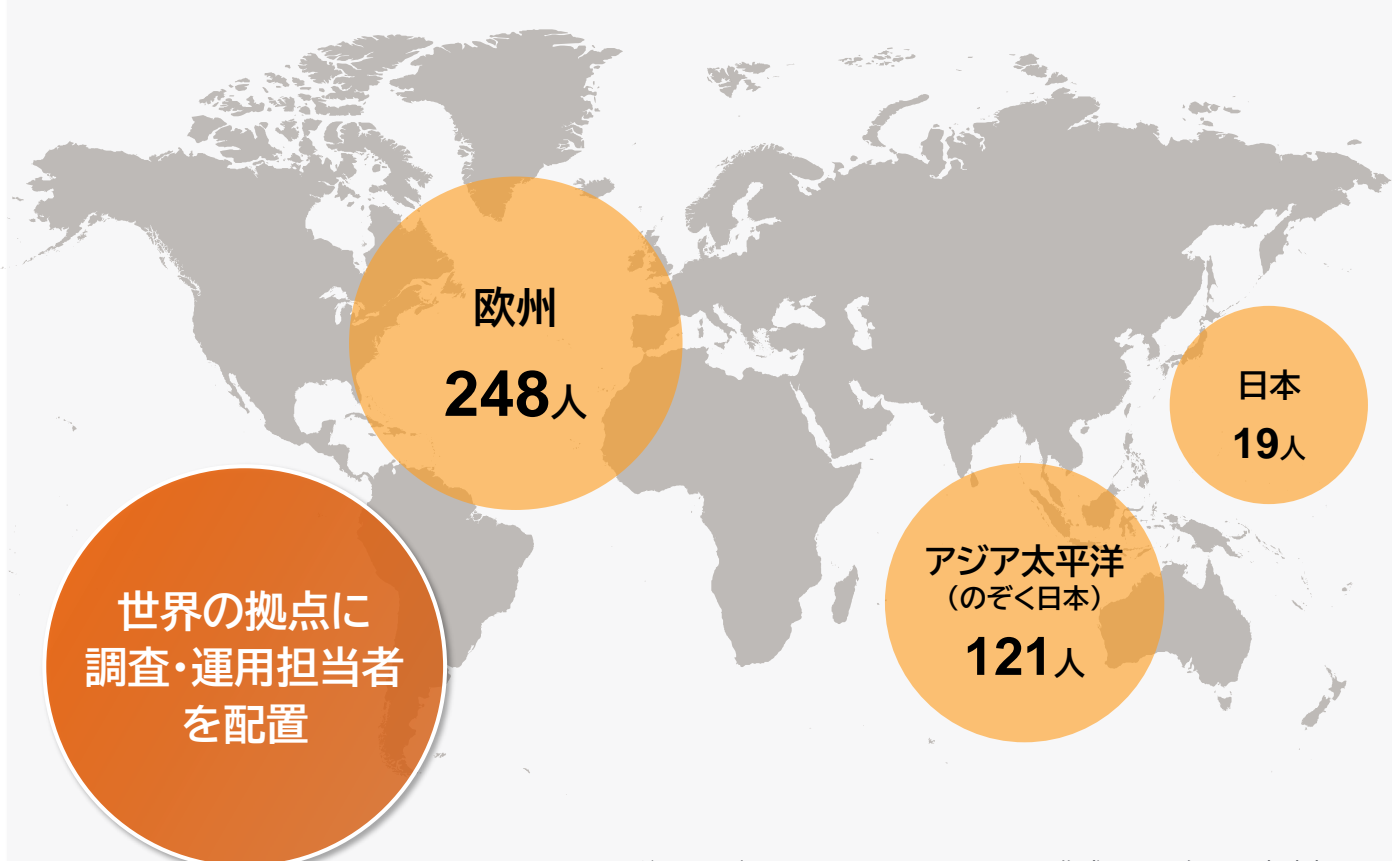 欧州
248人
日本
19人
アジア太平洋
（のぞく日本）
121人
世界の拠点に
調査・運用担当者
を配置